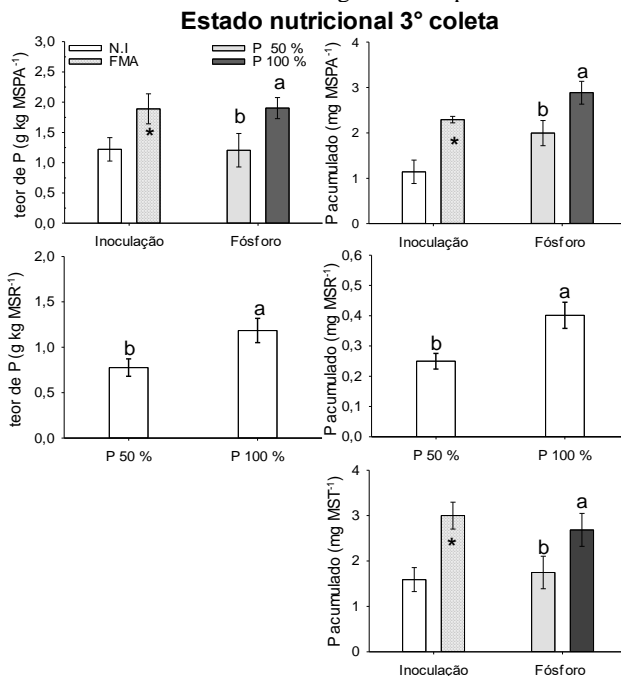 Estado nutricional 3° coleta
teor de P (g kg MSPA⁻¹)
3,0
2,5
2,0
1,5
1,0
0,5
0,0
N.I
FMA
P 50 %
P 100 %
*
b
a
Inoculação
Fósforo
P acumulado (mg MSPA⁻¹)
4
3
2
1
0
*
b
a
Inoculação
Fósforo
teor de P (g kg MSR⁻¹)
2,0
1,5
1,0
0,5
0,0
b
a
P 50 %
P 100 %
P acumulado (mg MSR⁻¹)
0,6
0,5
0,4
0,3
0,2
0,1
0,0
b
a
P 50 %
P 100 %
P acumulado (mg MST⁻¹)
4
3
2
1
0
*
b
a
Inoculação
Fósforo